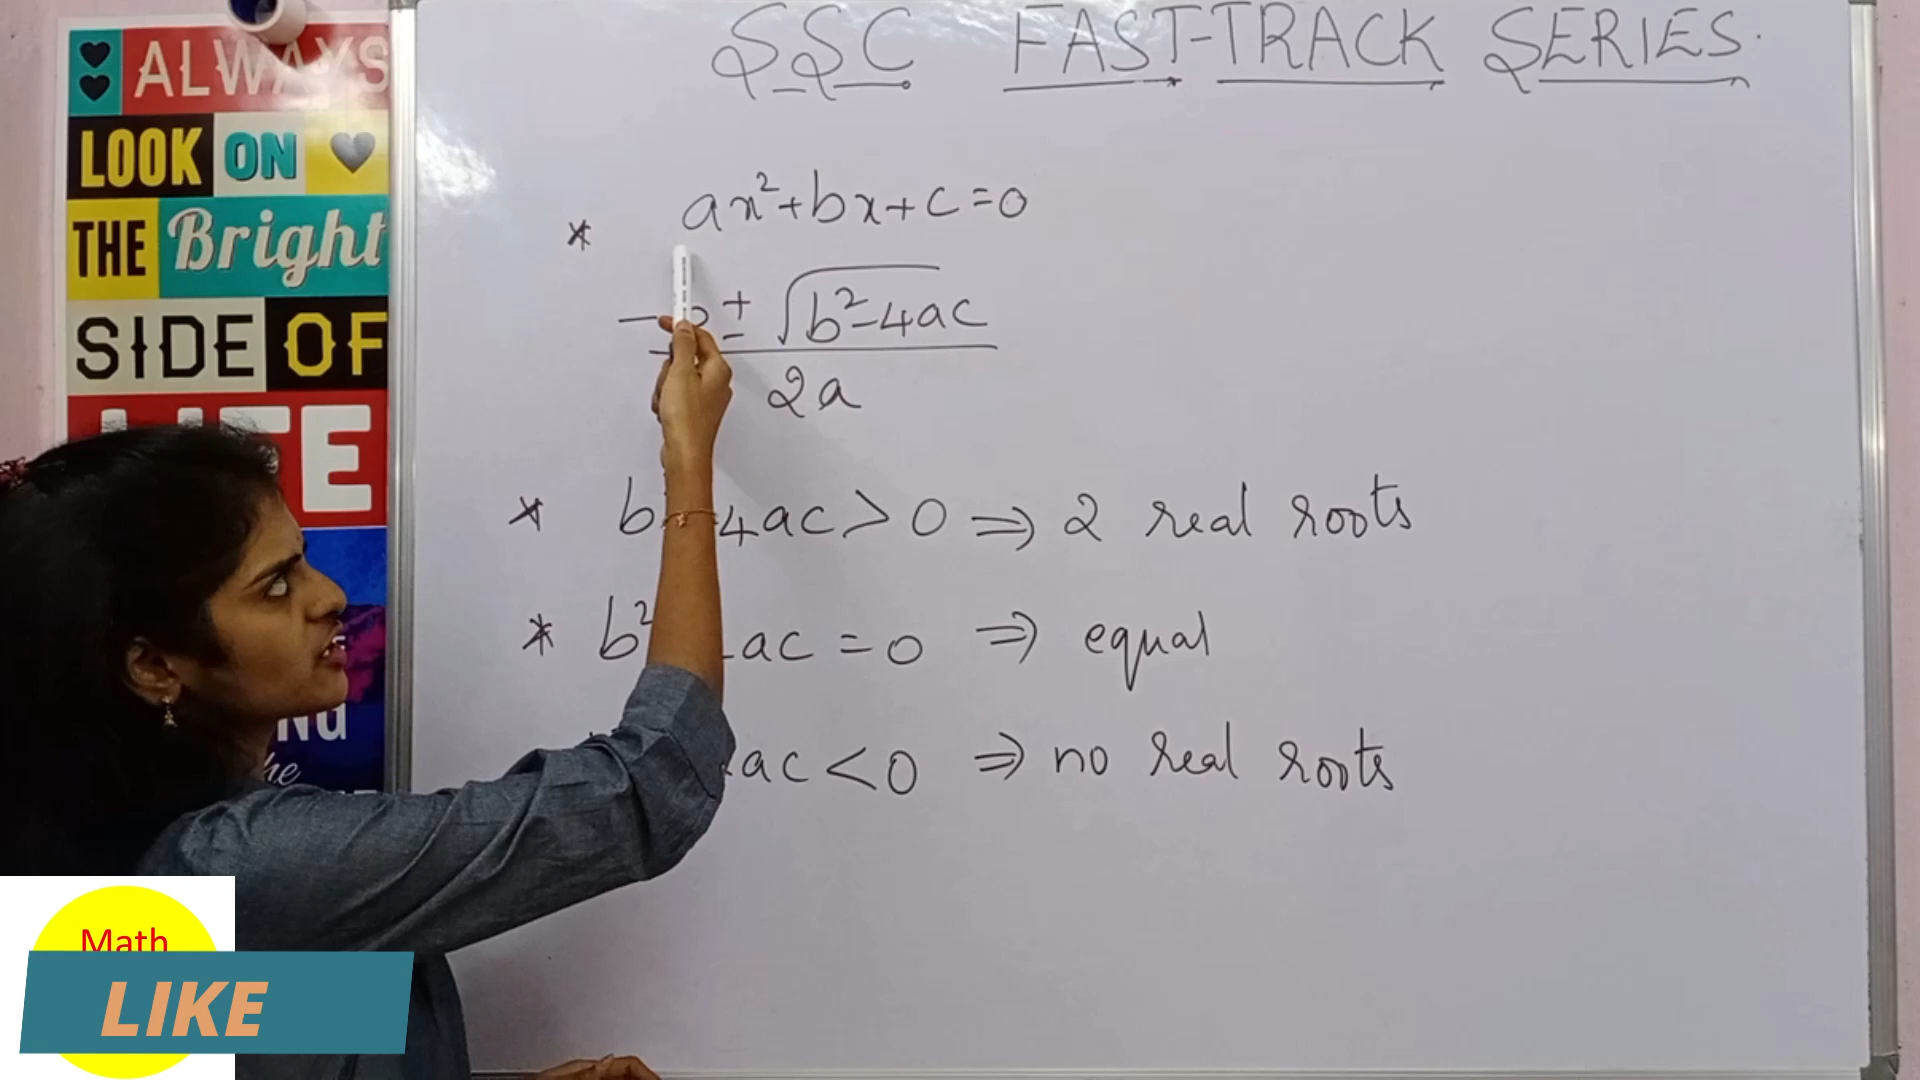 SSC FAST-TRACK SERIES.
* ax²+bx+c=0
-b ± √b²-4ac
2a
* b 4ac > 0 ⇒ 2 real roots
* b² ac = 0 ⇒ equal
ac < 0 ⇒ no real roots
ALWAYS
LOOK ON
THE Bright
SIDE OF
Math
LIKE